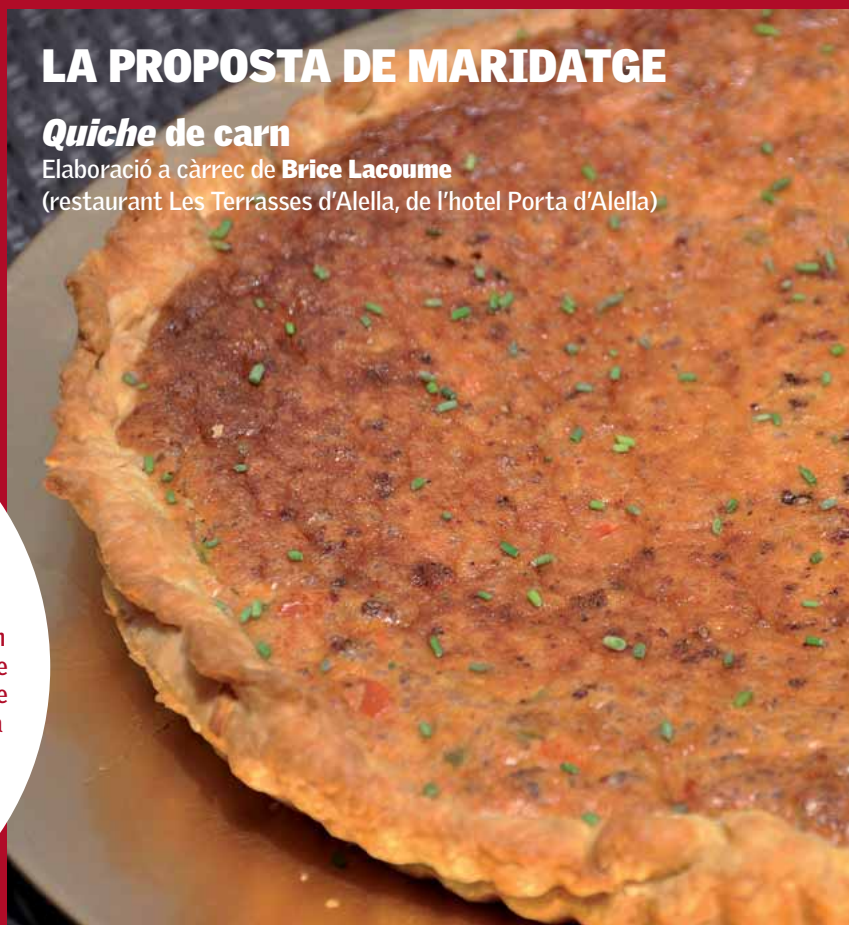 LA PROPOSTA DE MARIDATGE
Quiche de carn
Elaboració a càrrec de Brice Lacoume
(restaurant Les Terrasses d'Alella, de l'hotel Porta d'Alella)